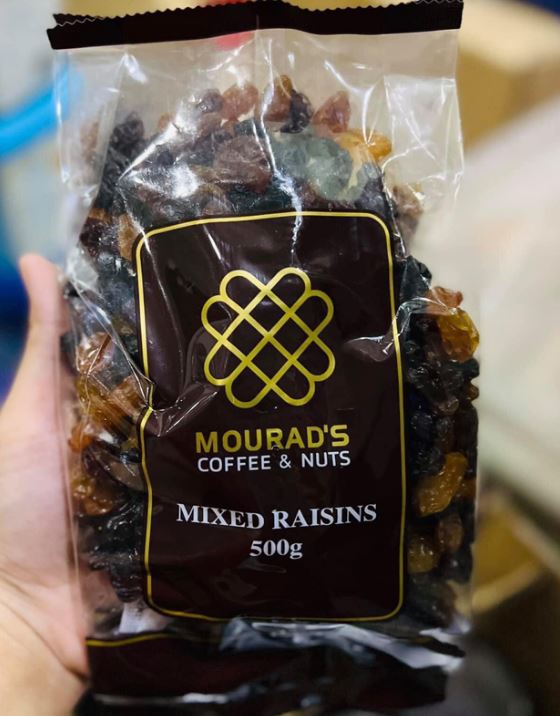 MOURAD'S
COFFEE & NUTS
MIXED RAISINS
500g